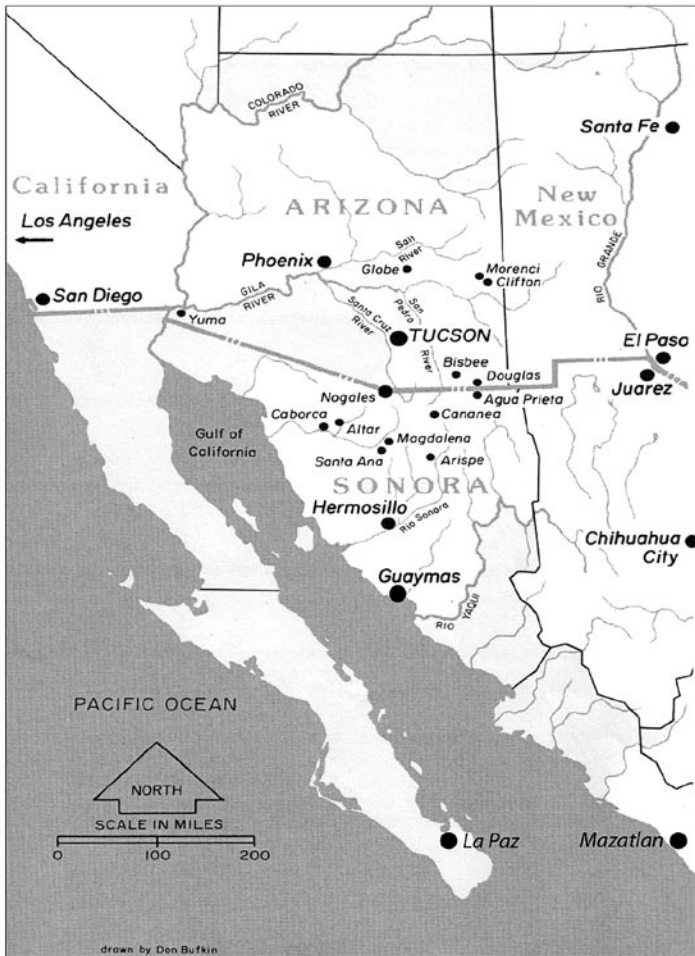 COLORADO
RIVER
Santa Fe
California
Los Angeles
ARIZONA
New
Mexico
RIO GRANDE
Phoenix
Salt
River
Globe
Morenci
Clifton
San Diego
GILA
RIVER
Yuma
Santa Cruz
River
San
Pedro
River
TUCSON
El Paso
Bisbee
Douglas
Juarez
Nogales
Agua Prieta
Caborca
Altar
Cananea
Gulf of
California
Magdalena
Santa Ana
Arispe
SONORA
Hermosillo
Rio Sonora
Chihuahua
City
Guaymas
RIO YAQUI
PACIFIC OCEAN
NORTH
SCALE IN MILES
0 100 200
La Paz
Mazatlan
drawn by Don Bufkin